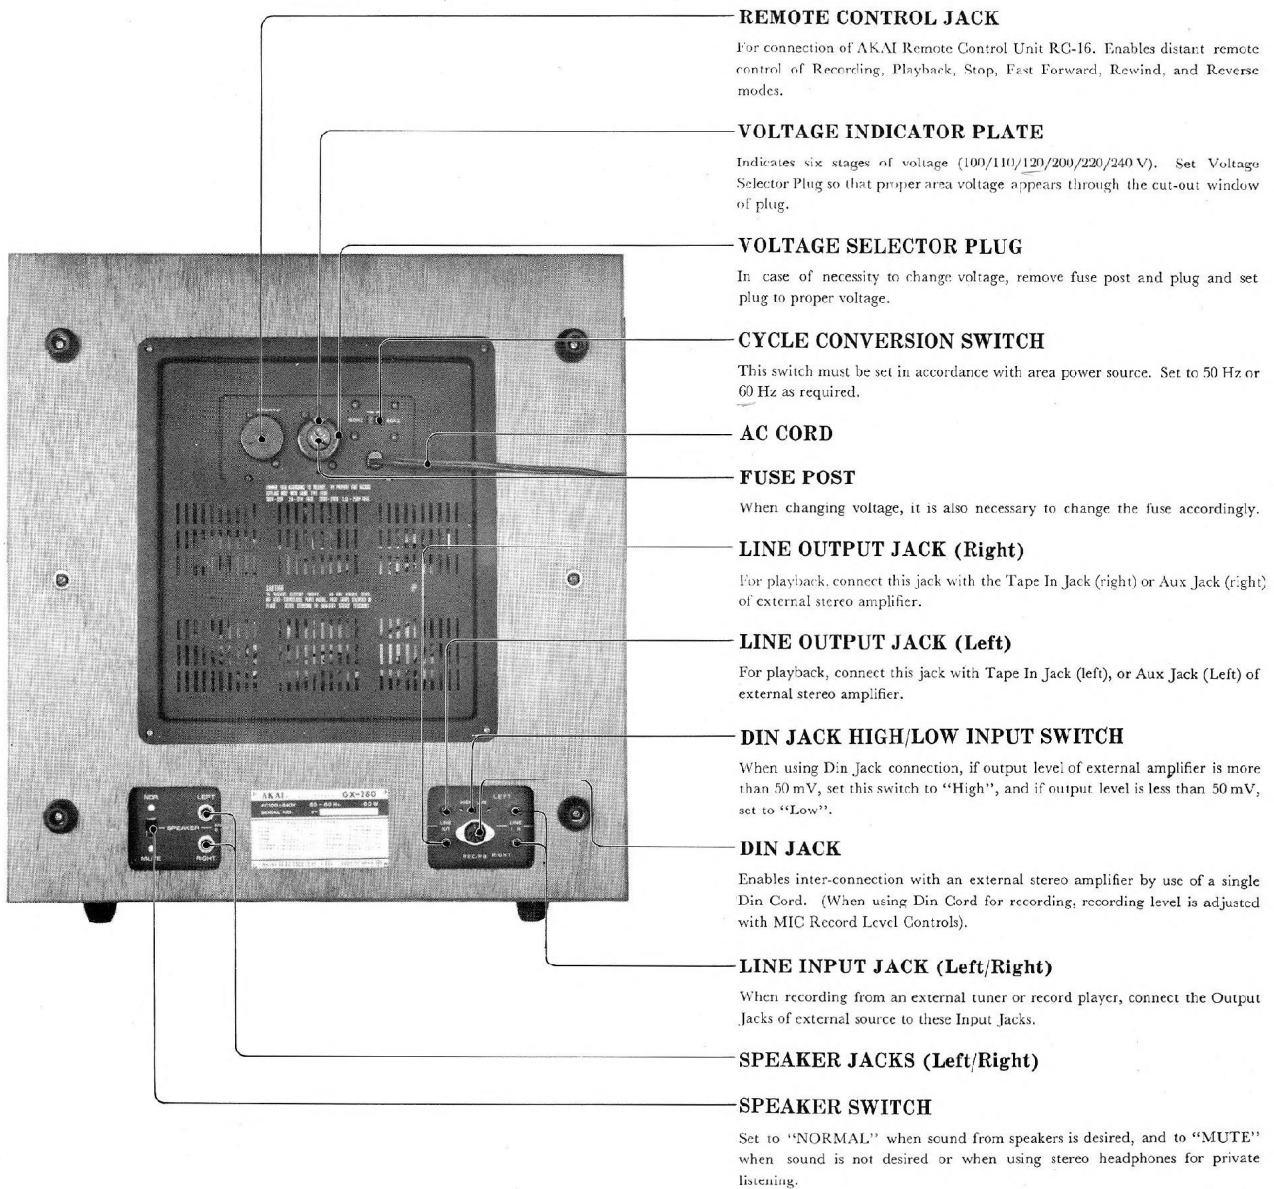 REMOTE CONTROL JACK
For connection of AKAI Remote Control Unit RC-16. Enables distant remote
control of Recording, Playback, Stop, Fast Forward, Rewind, and Reverse
modes.
VOLTAGE INDICATOR PLATE
Indicates six stages of voltage (100/110/120/200/220/240 V). Set Voltage
Selector Plug so that proper area voltage appears through the cut-out window
of plug.
VOLTAGE SELECTOR PLUG
In case of necessity to change voltage, remove fuse post and plug and set
plug to proper voltage.
CYCLE CONVERSION SWITCH
This switch must be set in accordance with area power source. Set to 50 Hz or
60 Hz as required.
AC CORD
FUSE POST
When changing voltage, it is also necessary to change the fuse accordingly.
LINE OUTPUT JACK (Right)
For playback, connect this jack with the Tape In Jack (right) or Aux Jack (right)
of external stereo amplifier.
LINE OUTPUT JACK (Left)
For playback, connect this jack with Tape In Jack (left), or Aux Jack (Left) of
external stereo amplifier.
DIN JACK HIGH/LOW INPUT SWITCH
When using Din Jack connection, if output level of external amplifier is more
than 50 mV, set this switch to “High”, and if output level is less than 50 mV,
set to “Low”.
DIN JACK
Enables inter-connection with an external stereo amplifier by use of a single
Din Cord. (When using Din Cord for recording, recording level is adjusted
with MIC Record Level Controls).
LINE INPUT JACK (Left/Right)
When recording from an external tuner or record player, connect the Output
Jacks of external source to these Input Jacks.
SPEAKER JACKS (Left/Right)
SPEAKER SWITCH
Set to “NORMAL” when sound from speakers is desired, and to “MUTE”
when sound is not desired or when using stereo headphones for private
listening.
CAUTION
NOR
LEFT
SPEAKER
MUTE
RIGHT
AKAI
GX-280
LEFT
LINE
LINE
REC/PB RIGHT